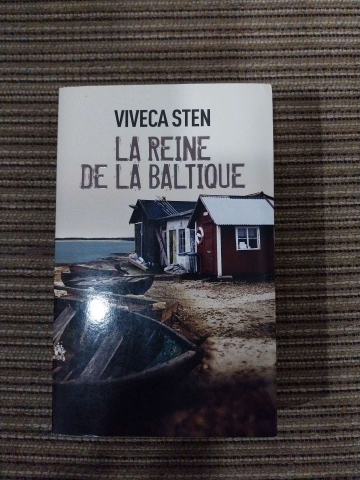 VIVECA STEN
LA REINE
DE LA BALTIQUE